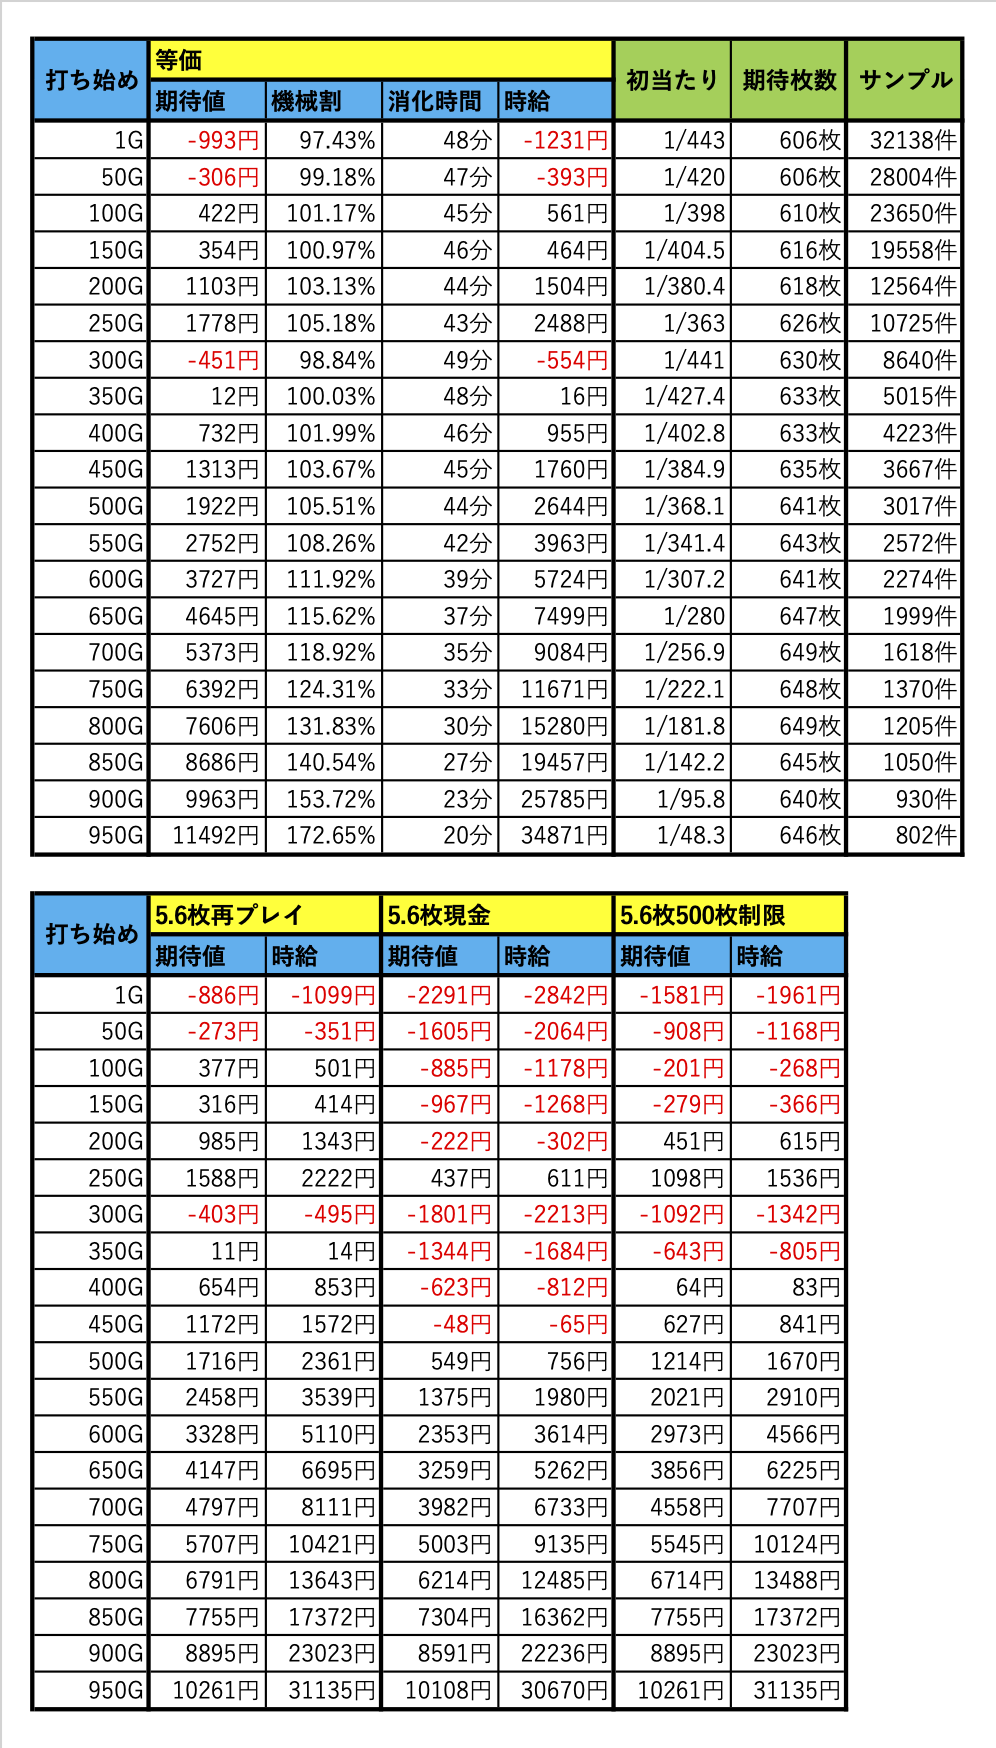 打ち始め 等価 初当たり 期待枚数 サンプル
期待値 機械割 消化時間 時給
1G -993円 97.43% 48分 -1231円 1/443 606枚 32138件
50G -306円 99.18% 47分 -393円 1/420 606枚 28004件
100G 422円 101.17% 45分 561円 1/398 610枚 23650件
150G 354円 100.97% 46分 464円 1/404.5 616枚 19558件
200G 1103円 103.13% 44分 1504円 1/380.4 618枚 12564件
250G 1778円 105.18% 43分 2488円 1/363 626枚 10725件
300G -451円 98.84% 49分 -554円 1/441 630枚 8640件
350G 12円 100.03% 48分 16円 1/427.4 633枚 5015件
400G 732円 101.99% 46分 955円 1/402.8 633枚 4223件
450G 1313円 103.67% 45分 1760円 1/384.9 635枚 3667件
500G 1922円 105.51% 44分 2644円 1/368.1 641枚 3017件
550G 2752円 108.26% 42分 3963円 1/341.4 643枚 2572件
600G 3727円 111.92% 39分 5724円 1/307.2 641枚 2274件
650G 4645円 115.62% 37分 7499円 1/280 647枚 1999件
700G 5373円 118.92% 35分 9084円 1/256.9 649枚 1618件
750G 6392円 124.31% 33分 11671円 1/222.1 648枚 1370件
800G 7606円 131.83% 30分 15280円 1/181.8 649枚 1205件
850G 8686円 140.54% 27分 19457円 1/142.2 645枚 1050件
900G 9963円 153.72% 23分 25785円 1/95.8 640枚 930件
950G 11492円 172.65% 20分 34871円 1/48.3 646枚 802件
打ち始め 5.6枚再プレイ 5.6枚現金 5.6枚500枚制限
期待値 時給 期待値 時給 期待値 時給
1G -886円 -1099円 -2291円 -2842円 -1581円 -1961円
50G -273円 -351円 -1605円 -2064円 -908円 -1168円
100G 377円 501円 -885円 -1178円 -201円 -268円
150G 316円 414円 -967円 -1268円 -279円 -366円
200G 985円 1343円 -222円 -302円 451円 615円
250G 1588円 2222円 437円 611円 1098円 1536円
300G -403円 -495円 -1801円 -2213円 -1092円 -1342円
350G 11円 14円 -1344円 -1684円 -643円 -805円
400G 654円 853円 -623円 -812円 64円 83円
450G 1172円 1572円 -48円 -65円 627円 841円
500G 1716円 2361円 549円 756円 1214円 1670円
550G 2458円 3539円 1375円 1980円 2021円 2910円
600G 3328円 5110円 2353円 3614円 2973円 4566円
650G 4147円 6695円 3259円 5262円 3856円 6225円
700G 4797円 8111円 3982円 6733円 4558円 7707円
750G 5707円 10421円 5003円 9135円 5545円 10124円
800G 6791円 13643円 6214円 12485円 6714円 13488円
850G 7755円 17372円 7304円 16362円 7755円 17372円
900G 8895円 23023円 8591円 22236円 8895円 23023円
950G 10261円 31135円 10108円 30670円 10261円 31135円